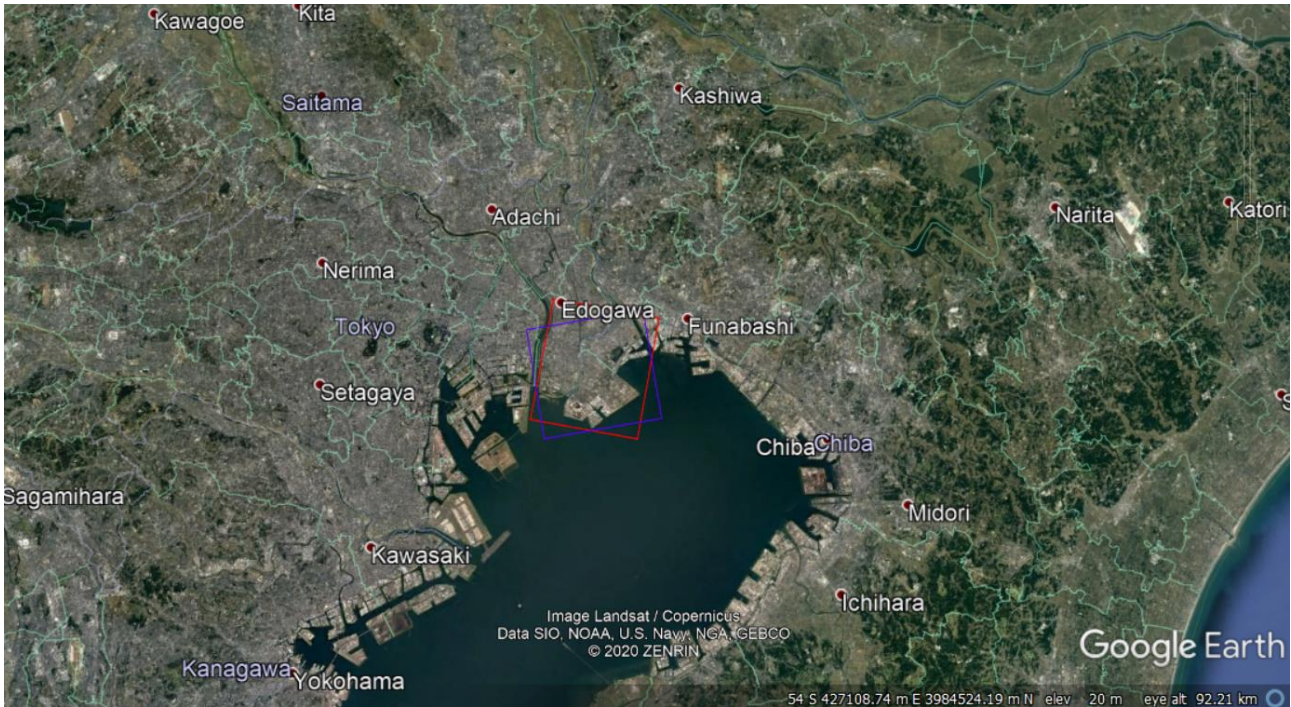 Kawagoe
Kita
Saitama
Kashiwa
Adachi
Narita
Katori
Nerima
Edogawa
Tokyo
Funabashi
Setagaya
S
Chiba
Chiba
Sagamihara
Midori
Kawasaki
Ichihara
Image Landsat / Copernicus
Data SIO, NOAA, U.S. Navy, NGA, GEBCO
© 2020 ZENRIN
Google Earth
Kanagawa
Yokohama
54 S 427108.74 m E 3984524.19 m N elev 20 m eye alt 92.21 km